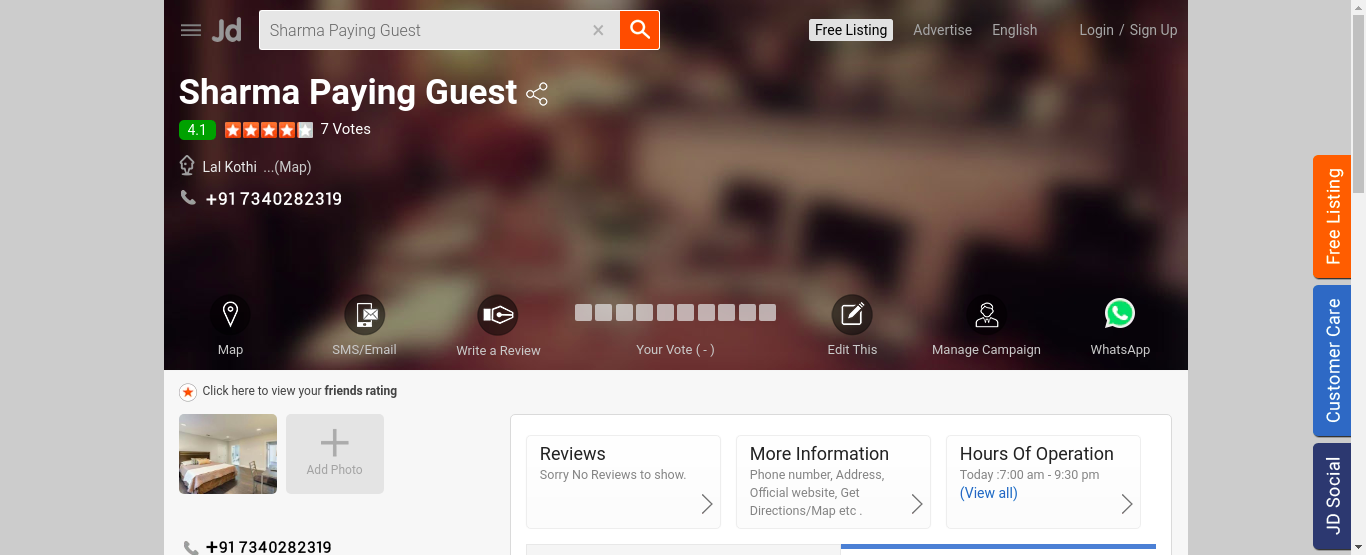 Jd
Sharma Paying Guest
Free Listing
Advertise
English
Login / Sign Up
Sharma Paying Guest
4.1
7 Votes
Lal Kothi ...(Map)
+91 7340282319
Map
SMS/Email
Write a Review
Your Vote ( - )
Edit This
Manage Campaign
WhatsApp
Click here to view your friends rating
Add Photo
Reviews
Sorry No Reviews to show.
More Information
Phone number, Address,
Official website, Get
Directions/Map etc .
Hours Of Operation
Today :7:00 am - 9:30 pm
(View all)
+91 7340282319
Free Listing
Customer Care
JD Social